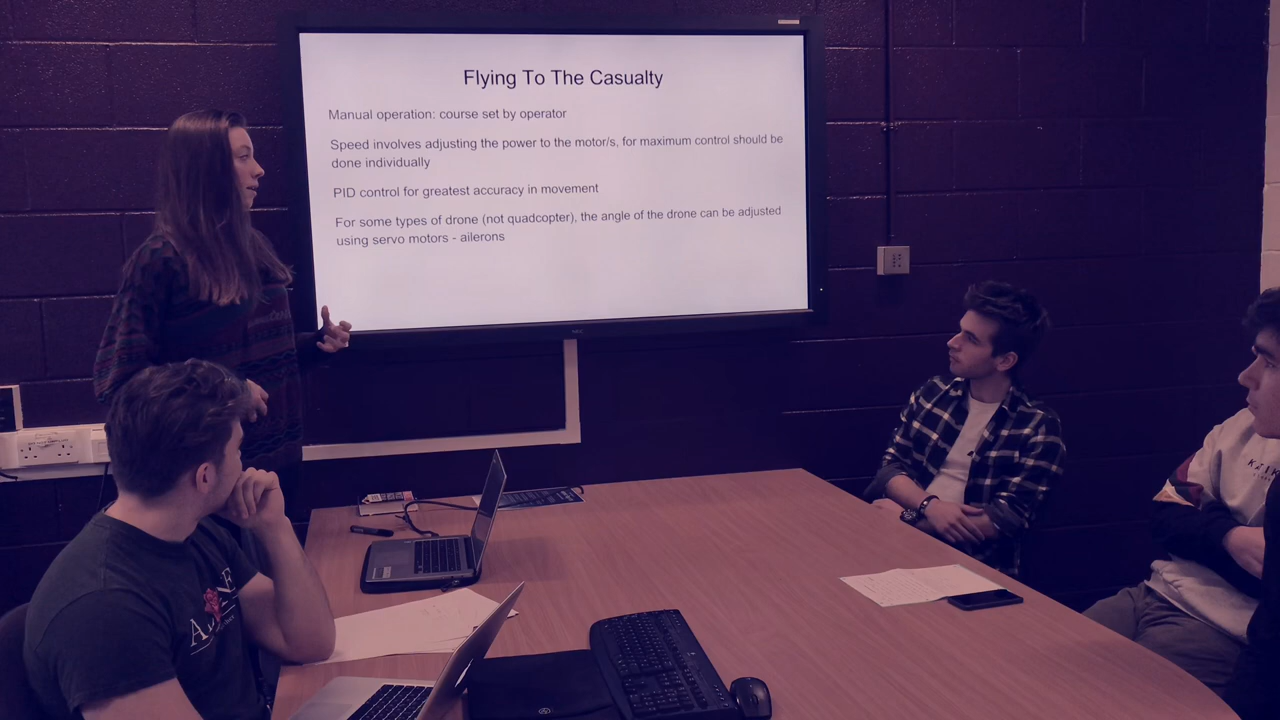 Flying To The Casualty
Manual operation: course set by operator
Speed involves adjusting the power to the motor/s, for maximum control should be
done individually
PID control for greatest accuracy in movement
For some types of drone (not quadcopter), the angle of the drone can be adjusted
using servo motors - ailerons
NEC